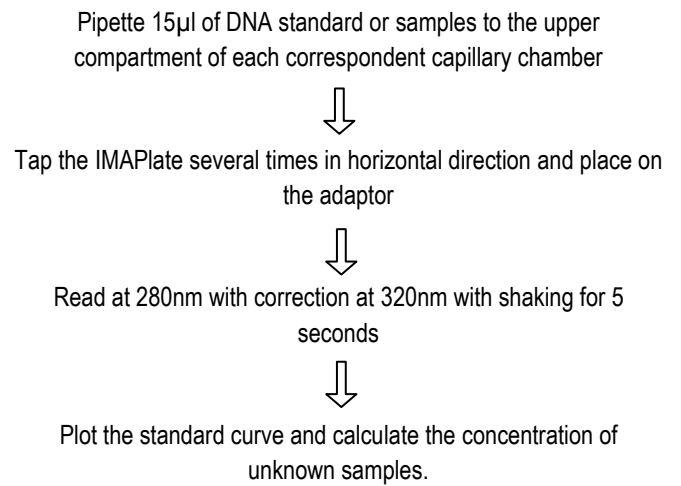 Pipette 15µl of DNA standard or samples to the upper
compartment of each correspondent capillary chamber
Tap the IMAPlate several times in horizontal direction and place on
the adaptor
Read at 280nm with correction at 320nm with shaking for 5
seconds
Plot the standard curve and calculate the concentration of
unknown samples.